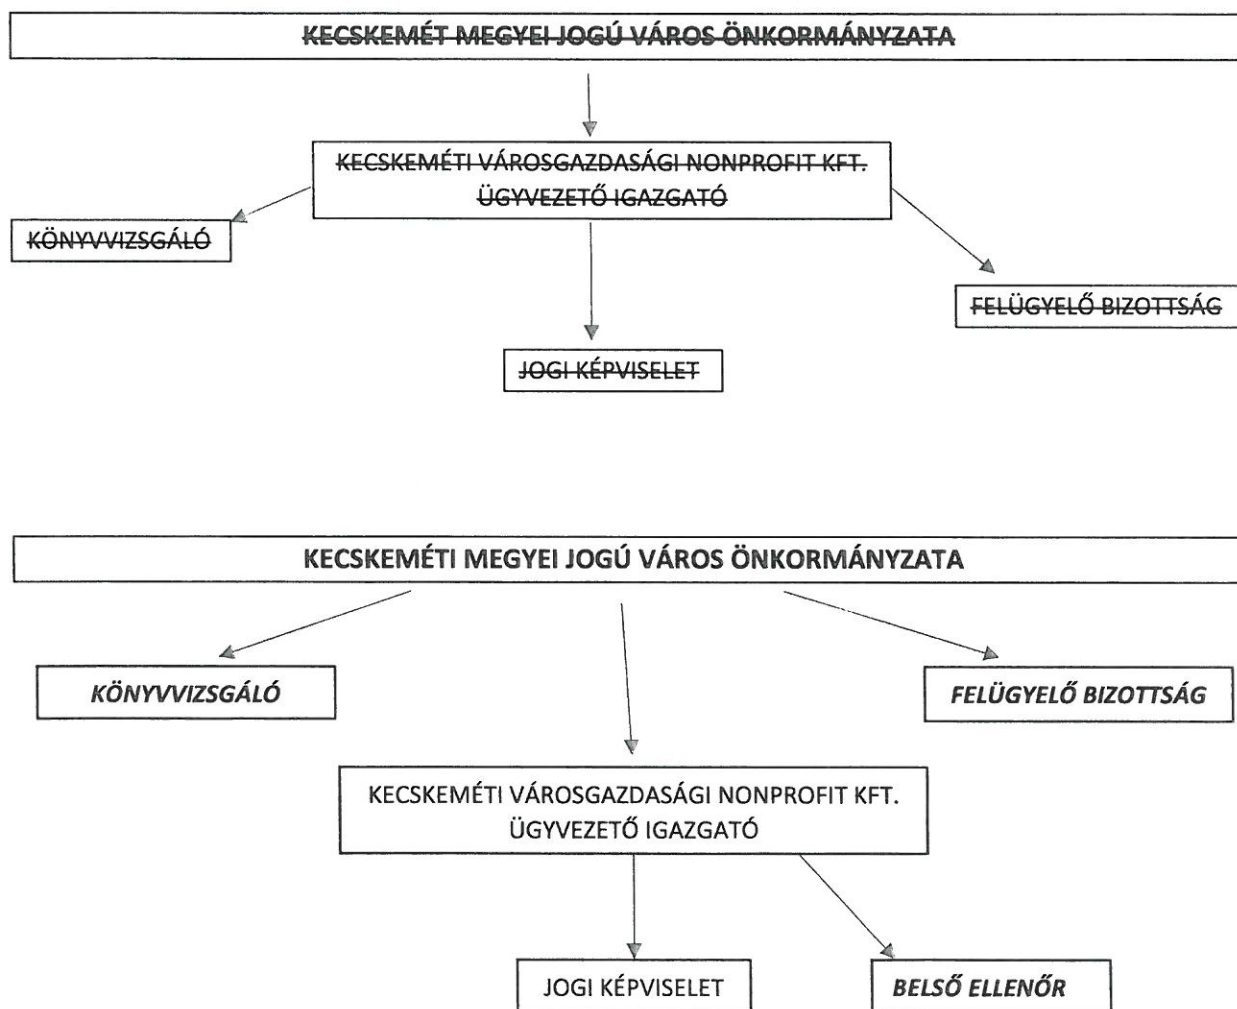 KECSKEMÉT MEGYEI JOGÚ VÁROS ÖNKORMÁNYZATA
KECSKEMÉTI VÁROSGAZDASÁGI NONPROFIT KFT.
ÜGYVEZETŐ IGAZGATÓ
KÖNYVVIZSGÁLÓ
FELÜGYELŐ BIZOTTSÁG
JOGI KÉPVISELET
KECSKEMÉTI MEGYEI JOGÚ VÁROS ÖNKORMÁNYZATA
KÖNYVVIZSGÁLÓ
FELÜGYELŐ BIZOTTSÁG
KECSKEMÉTI VÁROSGAZDASÁGI NONPROFIT KFT.
ÜGYVEZETŐ IGAZGATÓ
JOGI KÉPVISELET
BELSŐ ELLENŐR